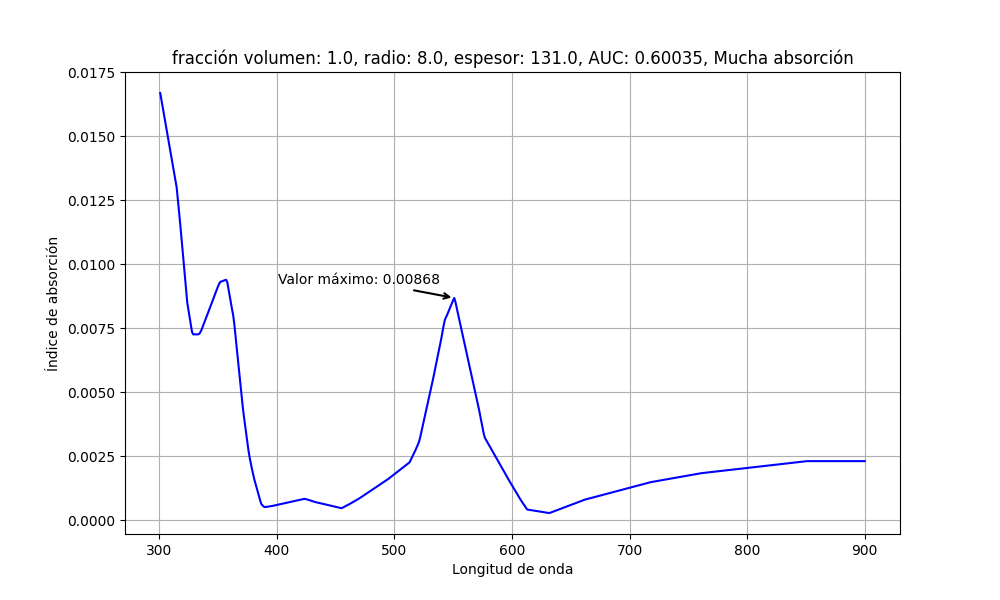 fracción volumen: 1.0, radio: 8.0, espesor: 131.0, AUC: 0.60035, Mucha absorción
0.0175
0.0150
0.0125
0.0100
0.0075
0.0050
0.0025
0.0000
Índice de absorción
Valor máximo: 0.00868
300 400 500 600 700 800 900
Longitud de onda